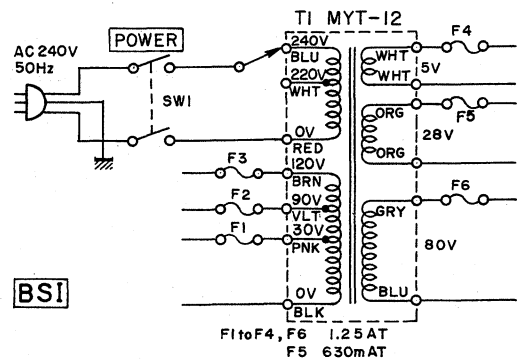 T1 MYT-12
AC 240V
50Hz
POWER
SW1
240V
BLU
220V
WHT
0V
RED
F3
120V
BRN
F2
90V
VLT
F1
30V
PNK
0V
BLK
WHT
WHT
F4
5V
ORG
ORG
F5
28V
GRY
BLU
F6
80V
BSI
F1 to F4, F6 1.25AT
F5 630mAT